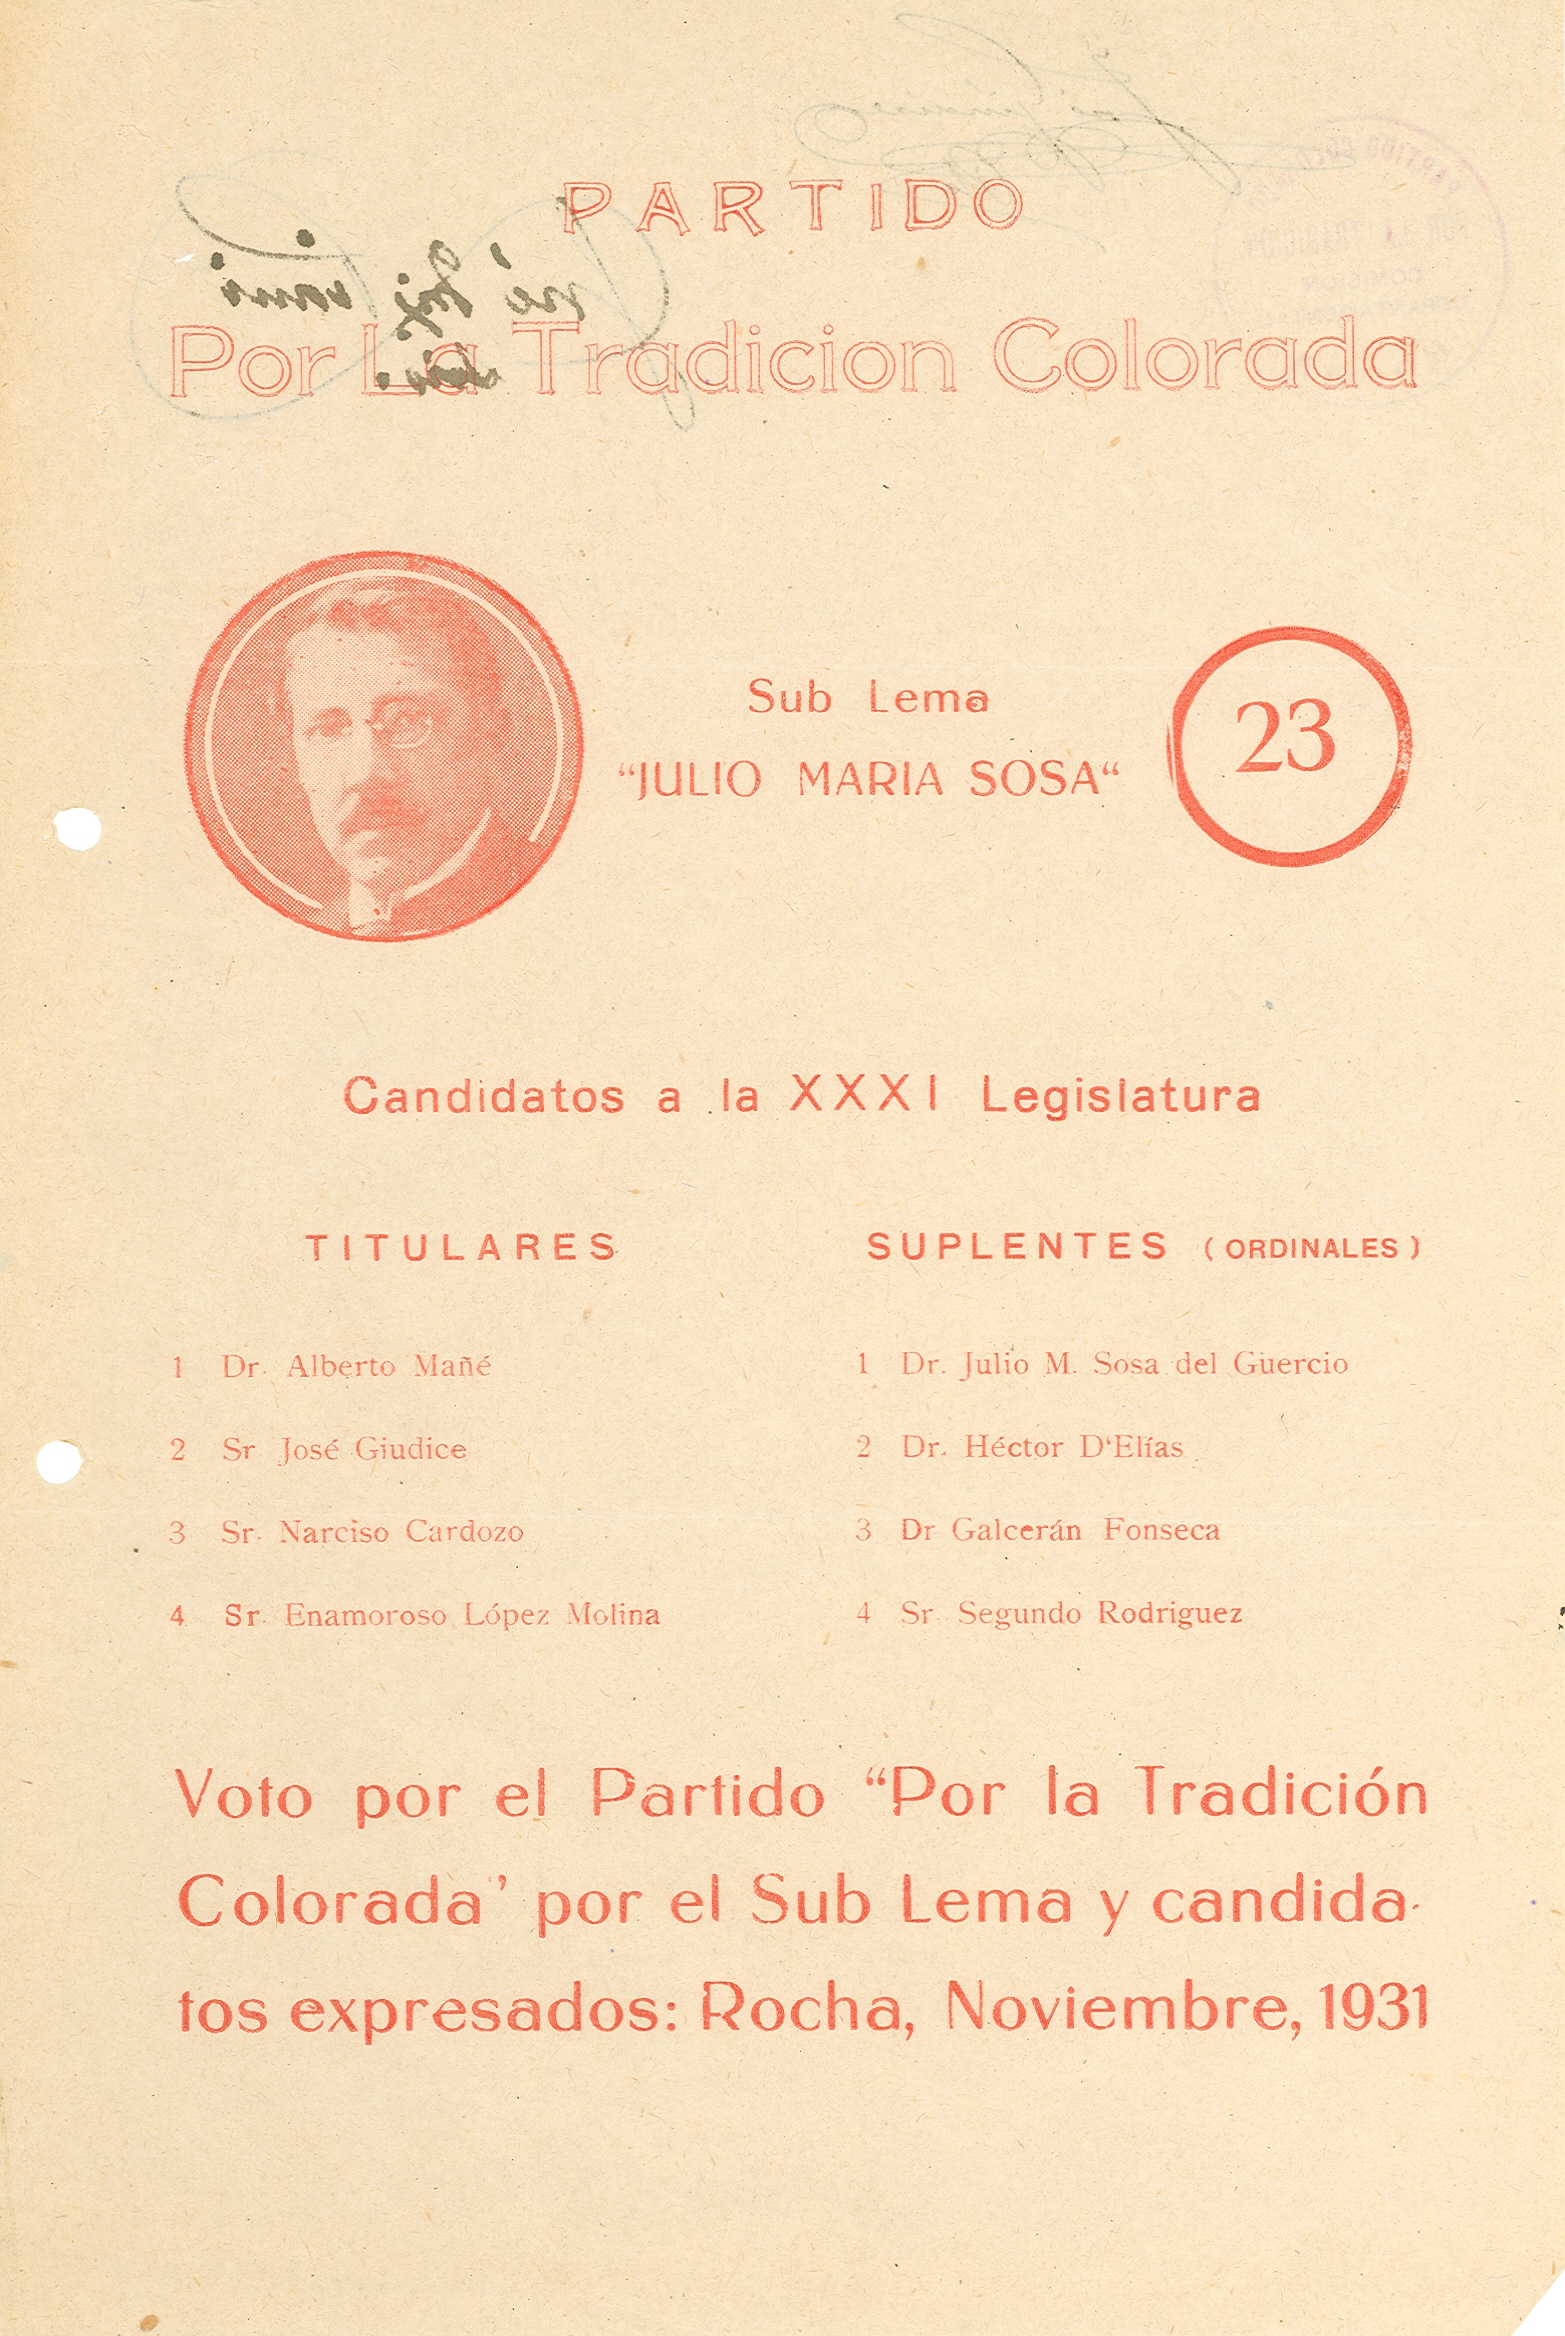 PARTIDO
Por La Tradicion Colorada
Sub Lema
“JULIO MARIA SOSA“
23
Candidatos a la XXXI Legislatura
TITULARES
1 Dr. Alberto Mañé
2 Sr José Giudice
3 Sr. Narciso Cardozo
4 Sr. Enamoroso López Molina
SUPLENTES (ORDINALES)
1 Dr. Julio M. Sosa del Guercio
2 Dr. Héctor D‘Elías
3 Dr Galcerán Fonseca
4 Sr. Segundo Rodriguez
Voto por el Partido “Por la Tradición
Colorada’ por el Sub Lema y candida-
tos expresados: Rocha, Noviembre, 1931